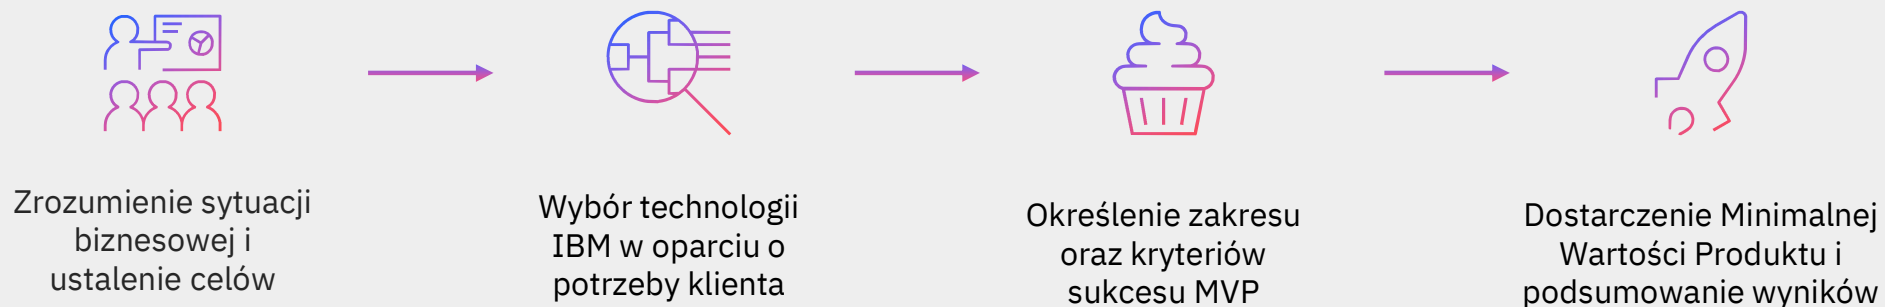 Zrozumienie sytuacji
biznesowej i
ustalenie celów
Wybór technologii
IBM w oparciu o
potrzeby klienta
Określenie zakresu
oraz kryteriów
sukcesu MVP
Dostarczenie Minimalnej
Wartości Produktu i
podsumowanie wyników